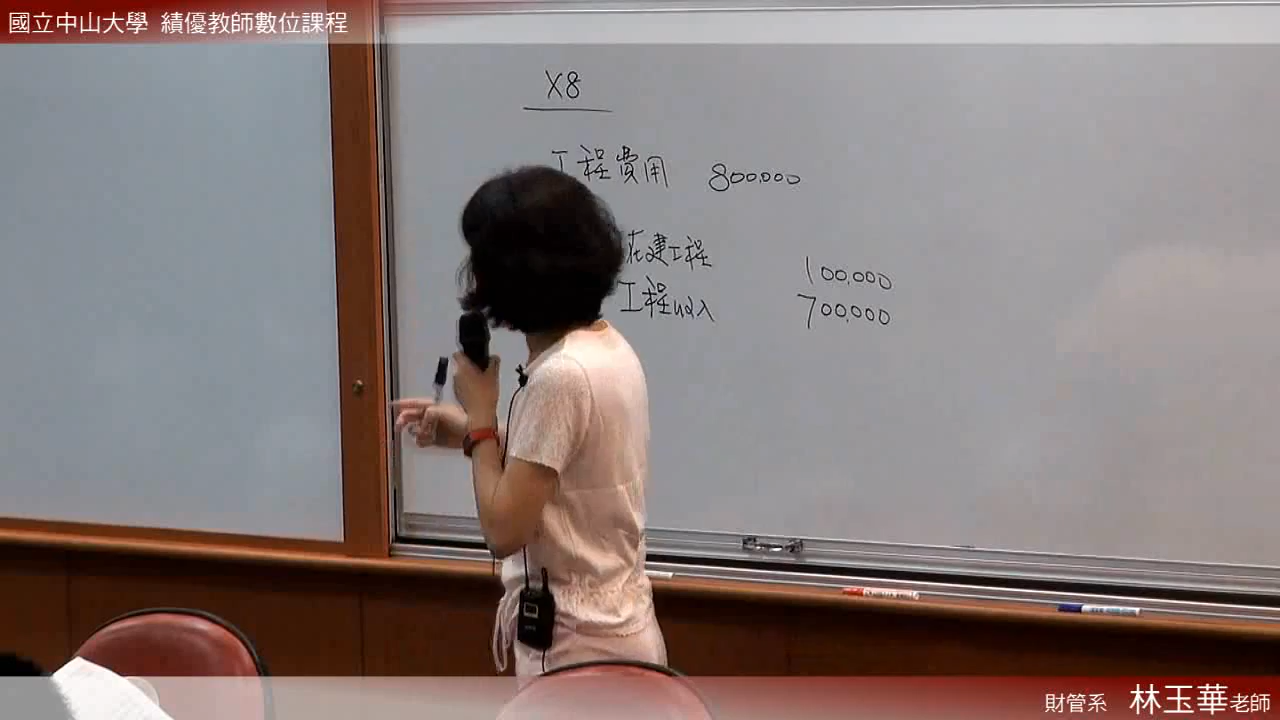 國立中山大學 績優教師數位課程
X8
工程費用 800,000
在建工程 100,000
工程收入 700,000
財管系 林玉華老師